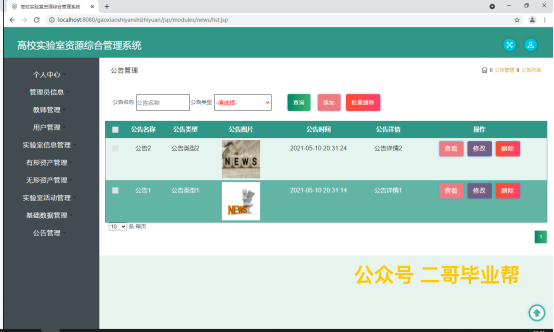 高校实验室资源综合管理系统
localhost:8080/gaoxiaoshiyanshizhiyuan/jsp/modules/news/list.jsp
高校实验室资源综合管理系统
个人中心
管理员信息
教师管理
用户管理
实验室信息管理
有形资产管理
无形资产管理
实验室活动管理
基础数据管理
公告管理
公告管理
公告管理 公告列表
公告名称 公告名称 公告类型 -请选择- 查询 添加 批量删除
公告名称 公告类型 公告图片 公告时间 公告详情 操作
公告2 公告类型2 NEWS 2021-05-10 20:31:24 公告详情2 查看 修改 删除
公告1 公告类型1 NEWS 2021-05-10 20:31:14 公告详情1 查看 修改 删除
10 条 每页
1
公众号 二哥毕业帮